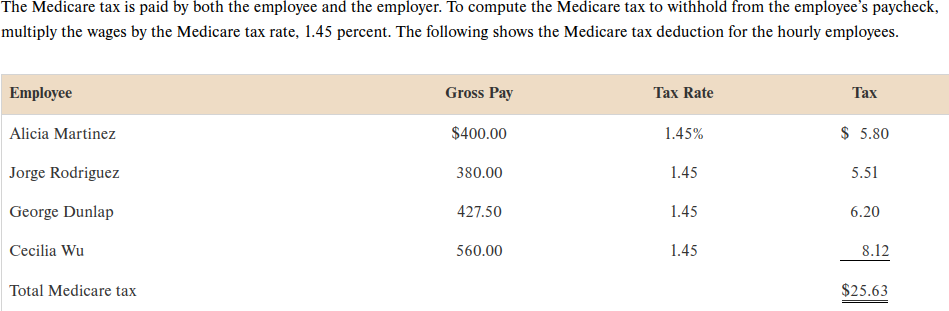 The Medicare tax is paid by both the employee and the employer. To compute the Medicare tax to withhold from the employee’s paycheck,
multiply the wages by the Medicare tax rate, 1.45 percent. The following shows the Medicare tax deduction for the hourly employees.
Employee Gross Pay Tax Rate Tax
Alicia Martinez $400.00 1.45% $ 5.80
Jorge Rodriguez 380.00 1.45 5.51
George Dunlap 427.50 1.45 6.20
Cecilia Wu 560.00 1.45 8.12
Total Medicare tax $25.63